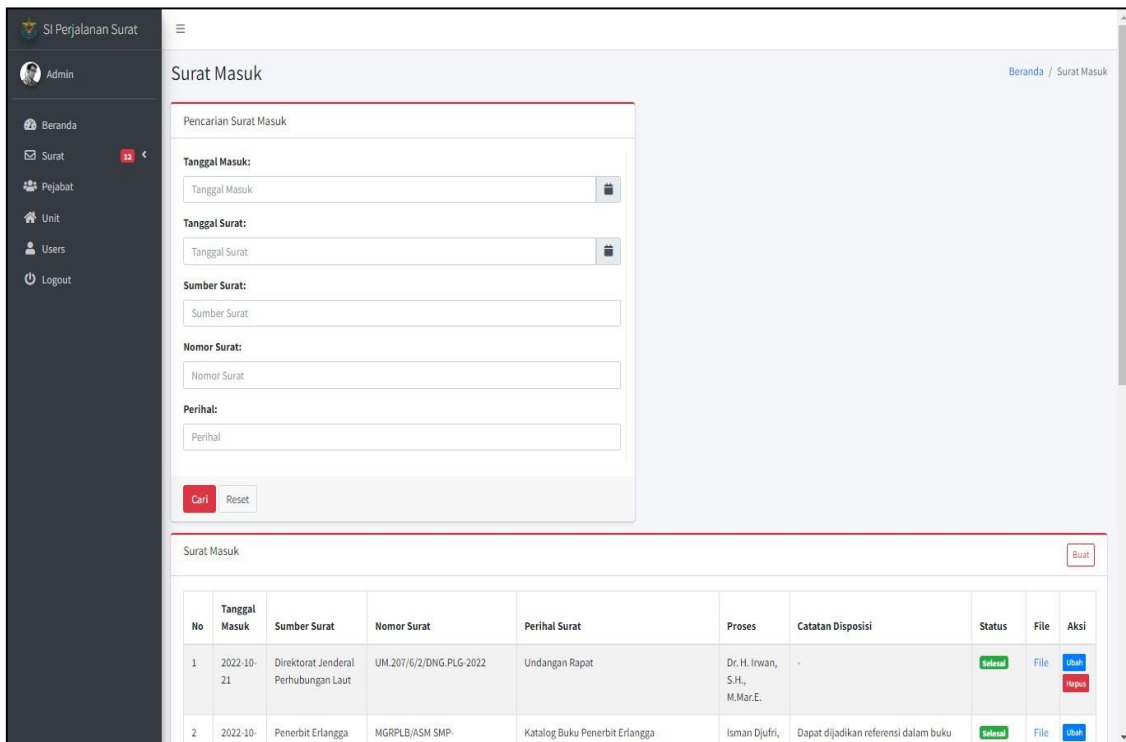 SI Perjalanan Surat
Admin
Beranda
Surat 12
Pejabat
Unit
Users
Logout
Surat Masuk
Beranda / Surat Masuk
Pencarian Surat Masuk
Tanggal Masuk:
Tanggal Masuk
Tanggal Surat:
Tanggal Surat
Sumber Surat:
Sumber Surat
Nomor Surat:
Nomor Surat
Perihal:
Perihal
Cari Reset
Surat Masuk
Buat
No Tanggal Masuk Sumber Surat Nomor Surat Perihal Surat Proses Catatan Disposisi Status File Aksi
1 2022-10-21 Direktorat Jenderal Perhubungan Laut UM.207/6/2/DNG.PLG-2022 Undangan Rapat Dr. H. Irwan, S.H., M.Mar.E. - Selesai File Ubah Hapus
2 2022-10- Penerbit Erlangga MGRPLB/ASM SMP- Katalog Buku Penerbit Erlangga Isman Djufri, Dapat dijadikan referensi dalam buku Selesai File Ubah